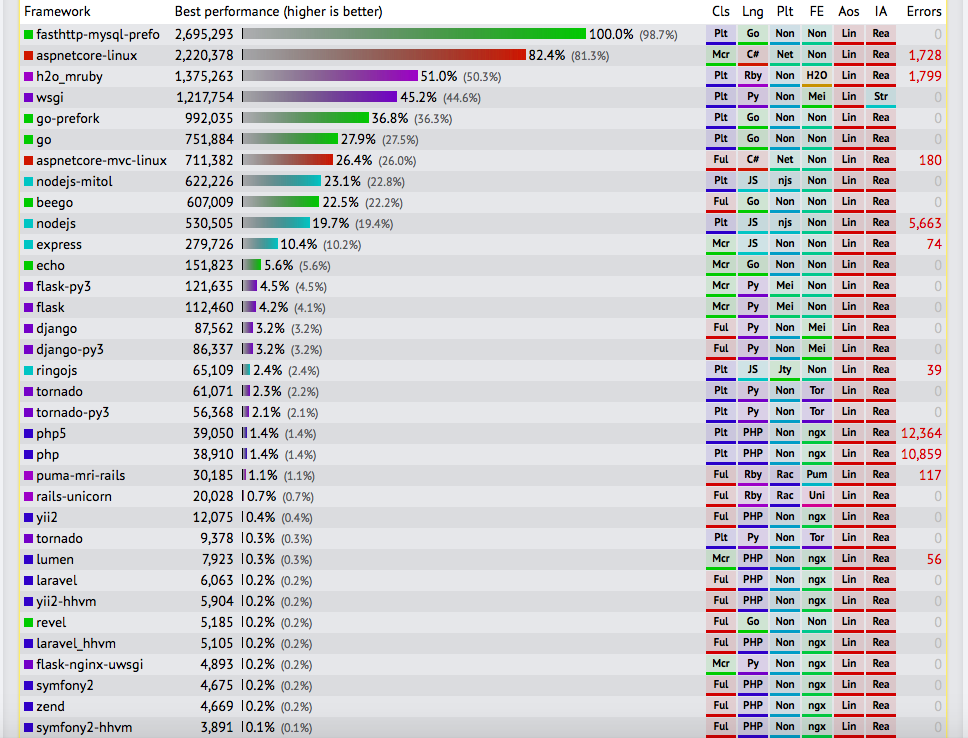 Framework Best performance (higher is better) Cls Lng Plt FE Aos IA Errors
fasthttp-mysql-prefo 2,695,293 100.0% (98.7%) Plt Go Non Non Lin Rea 0
aspnetcore-linux 2,220,378 82.4% (81.3%) Mcr C# Net Non Lin Rea 1,728
h2o_mruby 1,375,263 51.0% (50.3%) Plt Rby Non H2O Lin Rea 1,799
wsgi 1,217,754 45.2% (44.6%) Plt Py Non Mei Lin Str 0
go-prefork 992,035 36.8% (36.3%) Plt Go Non Non Lin Rea 0
go 751,884 27.9% (27.5%) Plt Go Non Non Lin Rea 0
aspnetcore-mvc-linux 711,382 26.4% (26.0%) Ful C# Net Non Lin Rea 180
nodejs-mitol 622,226 23.1% (22.8%) Plt JS njs Non Lin Rea 0
beego 607,009 22.5% (22.2%) Ful Go Non Non Lin Rea 0
nodejs 530,505 19.7% (19.4%) Plt JS njs Non Lin Rea 5,663
express 279,726 10.4% (10.2%) Mcr JS Non Non Lin Rea 74
echo 151,823 5.6% (5.6%) Mcr Go Non Non Lin Rea 0
flask-py3 121,635 4.5% (4.5%) Mcr Py Mei Non Lin Rea 0
flask 112,460 4.2% (4.1%) Mcr Py Mei Non Lin Rea 0
django 87,562 3.2% (3.2%) Ful Py Non Mei Lin Rea 0
django-py3 86,337 3.2% (3.2%) Ful Py Non Mei Lin Rea 0
ringojs 65,109 2.4% (2.4%) Plt JS Jty Non Lin Rea 39
tornado 61,071 2.3% (2.2%) Plt Py Non Tor Lin Rea 0
tornado-py3 56,368 2.1% (2.1%) Plt Py Non Tor Lin Rea 0
php5 39,050 1.4% (1.4%) Plt PHP Non ngx Lin Rea 12,364
php 38,910 1.4% (1.4%) Plt PHP Non ngx Lin Rea 10,859
puma-mri-rails 30,185 1.1% (1.1%) Ful Rby Rac Pum Lin Rea 117
rails-unicorn 20,028 0.7% (0.7%) Ful Rby Rac Uni Lin Rea 0
yii2 12,075 0.4% (0.4%) Ful PHP Non ngx Lin Rea 0
tornado 9,378 0.3% (0.3%) Plt Py Non Tor Lin Rea 0
lumen 7,923 0.3% (0.3%) Mcr PHP Non ngx Lin Rea 56
laravel 6,063 0.2% (0.2%) Ful PHP Non ngx Lin Rea 0
yii2-hhvm 5,904 0.2% (0.2%) Ful PHP Non ngx Lin Rea 0
revel 5,185 0.2% (0.2%) Ful Go Non Non Lin Rea 0
laravel_hhvm 5,105 0.2% (0.2%) Ful PHP Non ngx Lin Rea 0
flask-nginx-uwsgi 4,893 0.2% (0.2%) Mcr Py Non ngx Lin Rea 0
symfony2 4,675 0.2% (0.2%) Ful PHP Non ngx Lin Rea 0
zend 4,669 0.2% (0.2%) Ful PHP Non ngx Lin Rea 0
symfony2-hhvm 3,891 0.1% (0.1%) Ful PHP Non ngx Lin Rea 0